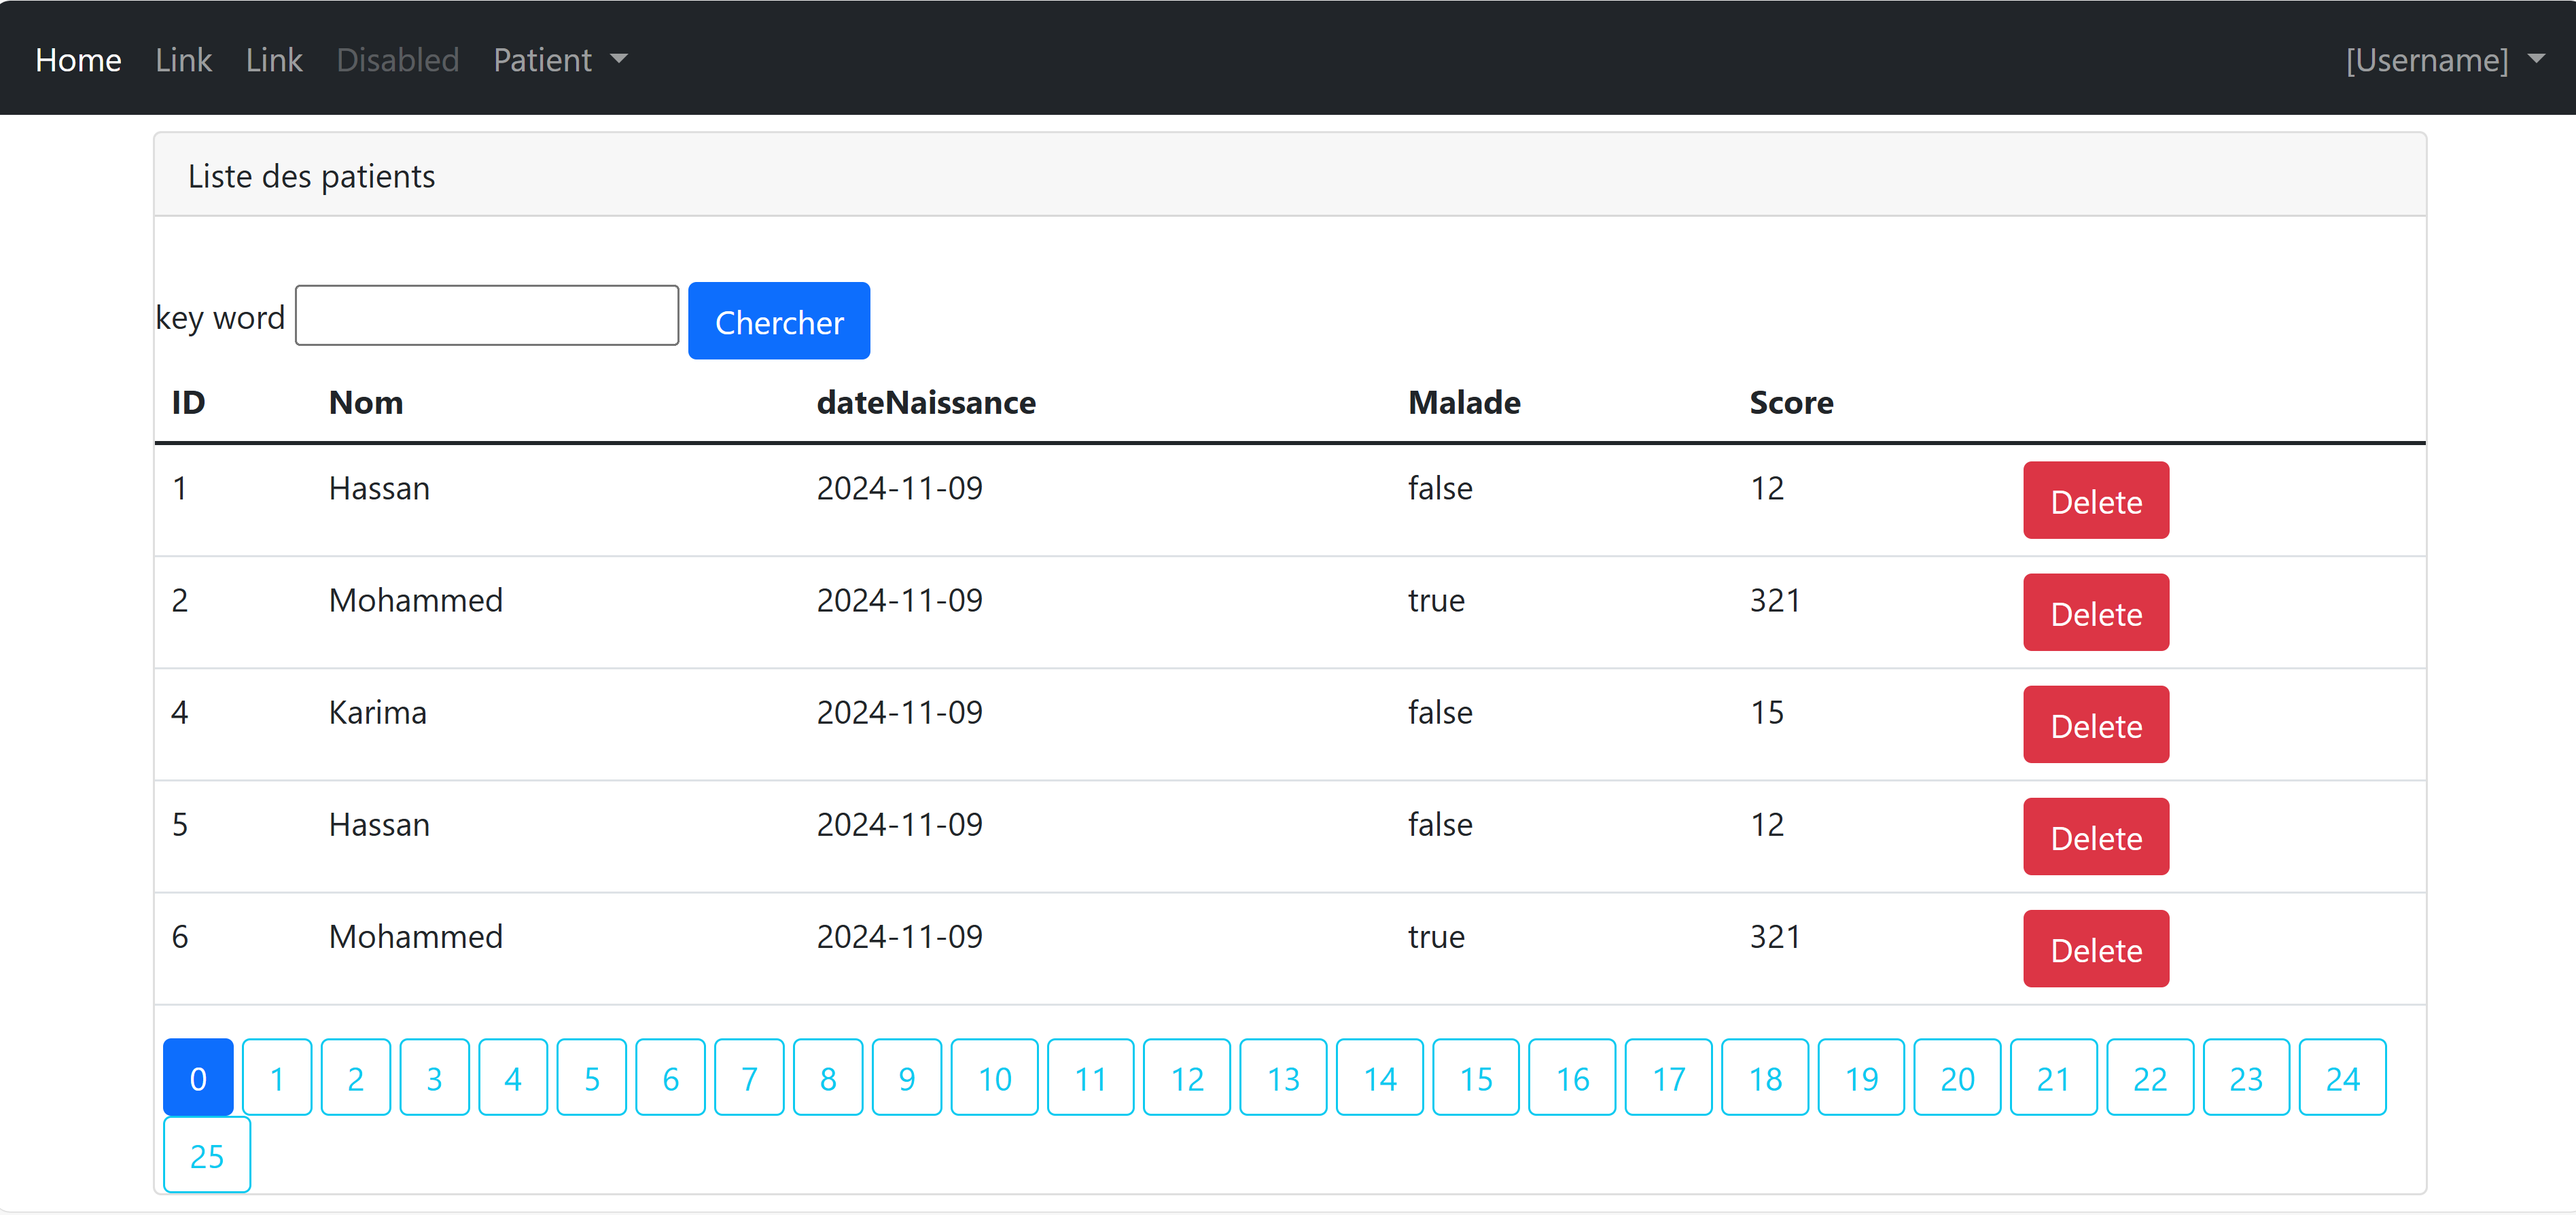 Home Link Link Disabled Patient [Username]
Liste des patients
key word Chercher
ID Nom dateNaissance Malade Score
1 Hassan 2024-11-09 false 12 Delete
2 Mohammed 2024-11-09 true 321 Delete
4 Karima 2024-11-09 false 15 Delete
5 Hassan 2024-11-09 false 12 Delete
6 Mohammed 2024-11-09 true 321 Delete
0 1 2 3 4 5 6 7 8 9 10 11 12 13 14 15 16 17 18 19 20 21 22 23 24
25